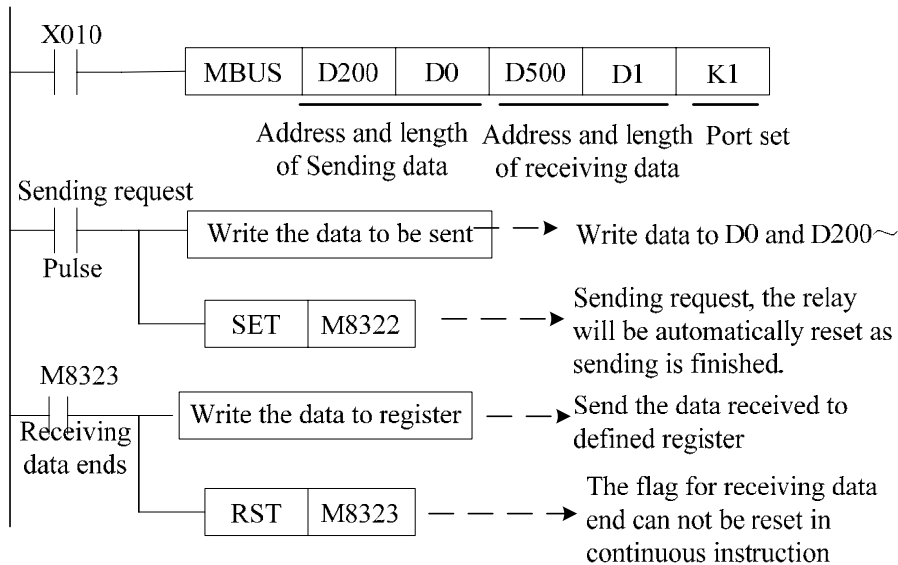 X010
MBUS D200 D0 D500 D1 K1
Address and length
of Sending data
Address and length
of receiving data
Port set
Sending request
Pulse
Write the data to be sent
Write data to D0 and D200~
SET M8322
Sending request, the relay
will be automatically reset as
sending is finished.
M8323
Receiving
data ends
Write the data to register
Send the data received to
defined register
RST M8323
The flag for receiving data
end can not be reset in
continuous instruction